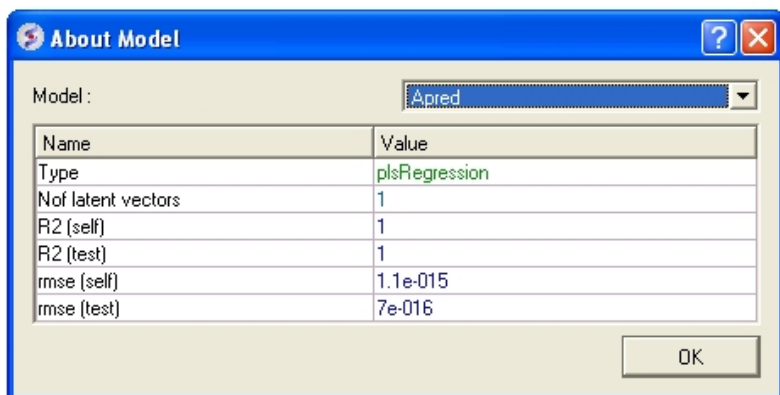 About Model
Model :
Apred
Name Value
Type plsRegression
Nof latent vectors 1
R2 (self) 1
R2 (test) 1
rmse (self) 1.1e-015
rmse (test) 7e-016
OK